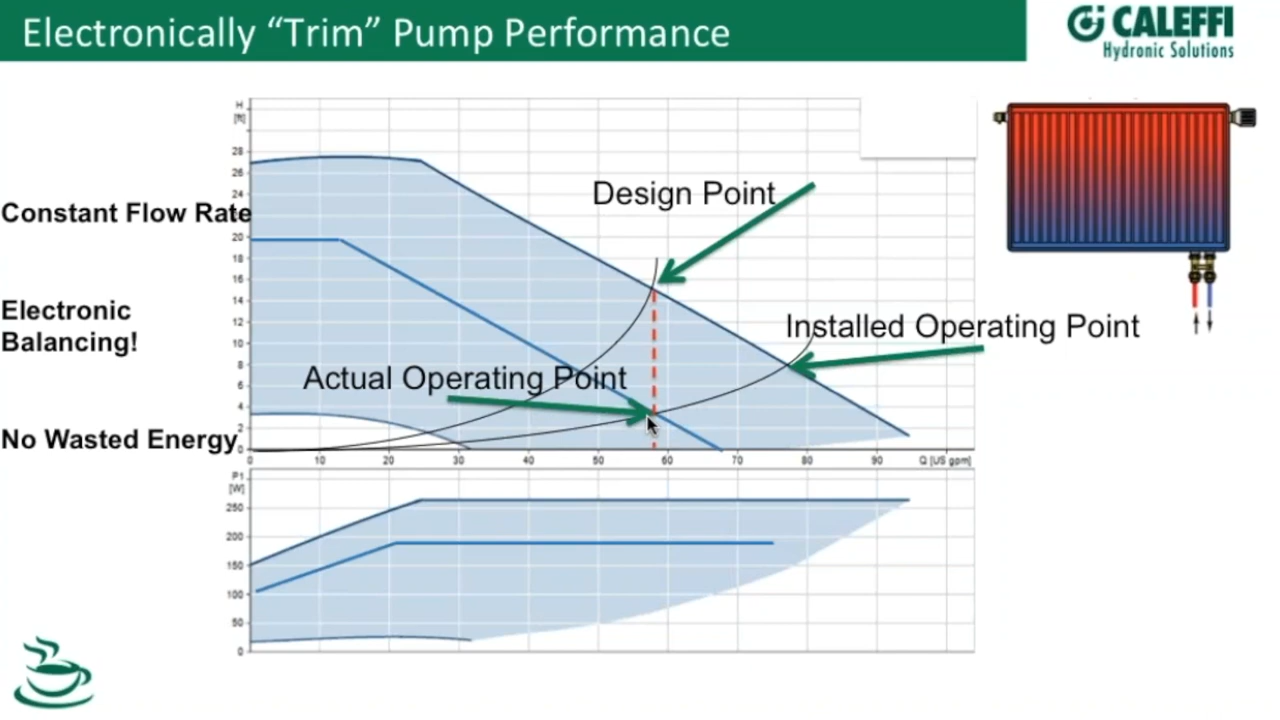 Electronically “Trim” Pump Performance
CALEFFI
Hydronic Solutions
Constant Flow Rate
Electronic
Balancing!
No Wasted Energy
H
[ft]
28
26
24
20
18
16
14
12
10
8
6
4
2
0
Design Point
Installed Operating Point
Actual Operating Point
0 10 20 30 40 50 60 70 80 90 Q [US gpm]
P1
[W]
250
200
150
100
50
0